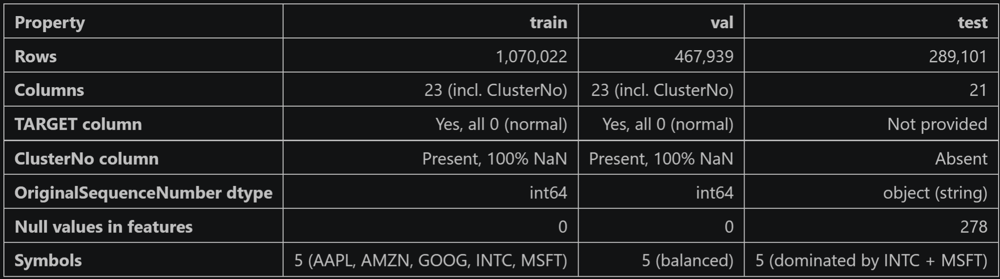 Property train val test
Rows 1,070,022 467,939 289,101
Columns 23 (incl. ClusterNo) 23 (incl. ClusterNo) 21
TARGET column Yes, all 0 (normal) Yes, all 0 (normal) Not provided
ClusterNo column Present, 100% NaN Present, 100% NaN Absent
OriginalSequenceNumber dtype int64 int64 object (string)
Null values in features 0 0 278
Symbols 5 (AAPL, AMZN, GOOG, INTC, MSFT) 5 (balanced) 5 (dominated by INTC + MSFT)